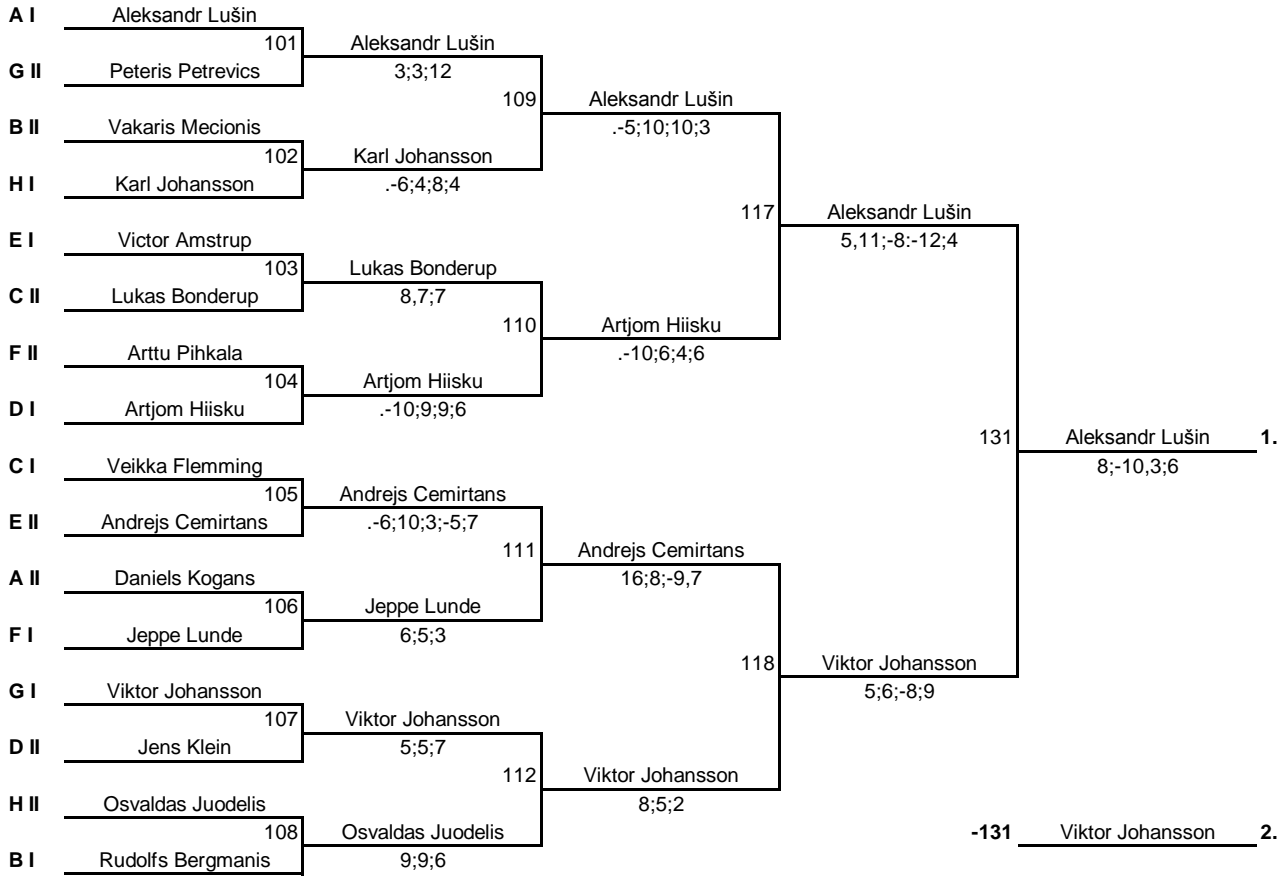 A I Aleksandr Lušin
101 Aleksandr Lušin
G II Peteris Petrevics 3;3;12
109 Aleksandr Lušin
B II Vakaris Mecionis .-5;10;10;3
102 Karl Johansson
H I Karl Johansson .-6;4;8;4
117 Aleksandr Lušin
E I Victor Amstrup 5,11;-8:-12;4
103 Lukas Bonderup
C II Lukas Bonderup 8,7;7
110 Artjom Hiisku
F II Arttu Pihkala .-10;6;4;6
104 Artjom Hiisku
D I Artjom Hiisku .-10;9;9;6
131 Aleksandr Lušin 1.
C I Veikka Flemming 8;-10,3;6
105 Andrejs Cemirtans
E II Andrejs Cemirtans .-6;10;3;-5;7
111 Andrejs Cemirtans
A II Daniels Kogans 16;8;-9,7
106 Jeppe Lunde
F I Jeppe Lunde 6;5;3
118 Viktor Johansson
G I Viktor Johansson 5;6;-8;9
107 Viktor Johansson
D II Jens Klein 5;5;7
112 Viktor Johansson
H II Osvaldas Juodelis 8;5;2
108 Osvaldas Juodelis -131 Viktor Johansson 2.
B I Rudolfs Bergmanis 9;9;6